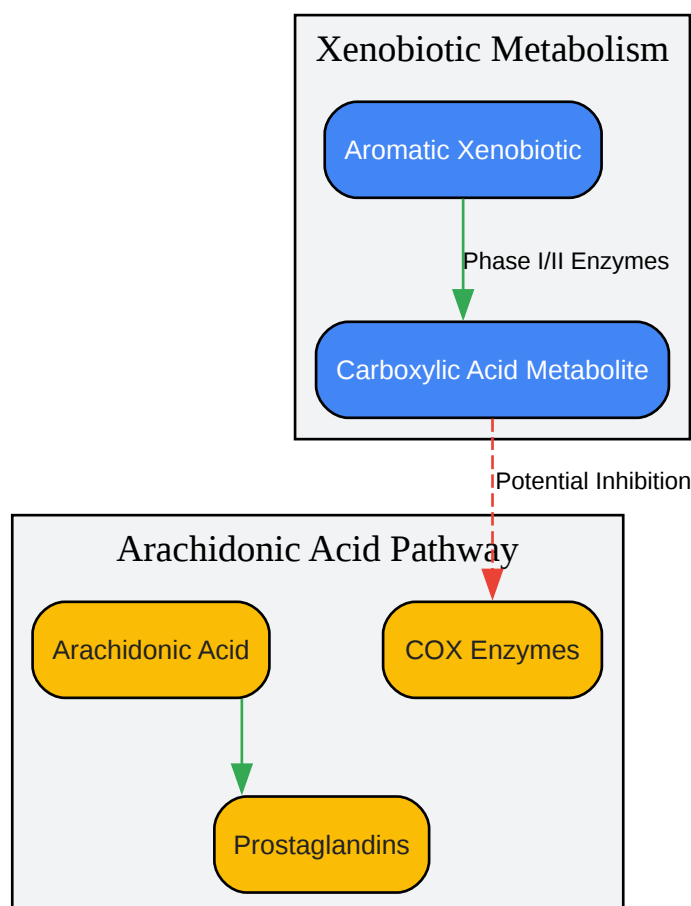 Xenobiotic Metabolism
Aromatic Xenobiotic
Phase I/II Enzymes
Carboxylic Acid Metabolite
Potential Inhibition
Arachidonic Acid Pathway
Arachidonic Acid
COX Enzymes
Prostaglandins